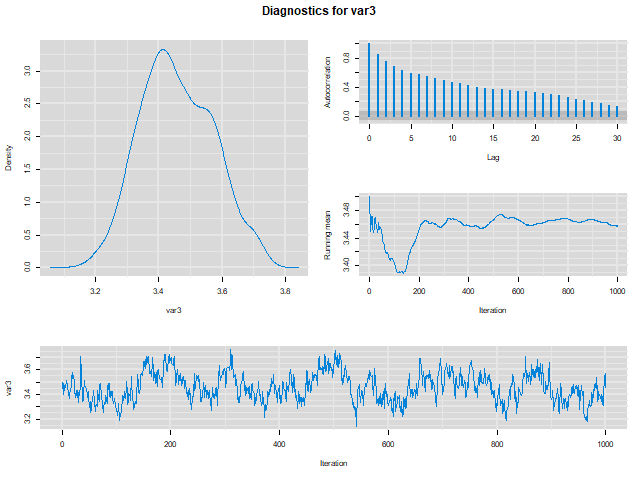 Diagnostics for var3
Density
0.0 0.5 1.0 1.5 2.0 2.5 3.0
3.2 3.4 3.6 3.8
var3
Autocorrelation
0.0 0.4 0.8
0 5 10 15 20 25 30
Lag
Running mean
3.40 3.44 3.48
0 200 400 600 800 1000
Iteration
var3
3.2 3.4 3.6
0 200 400 600 800 1000
Iteration